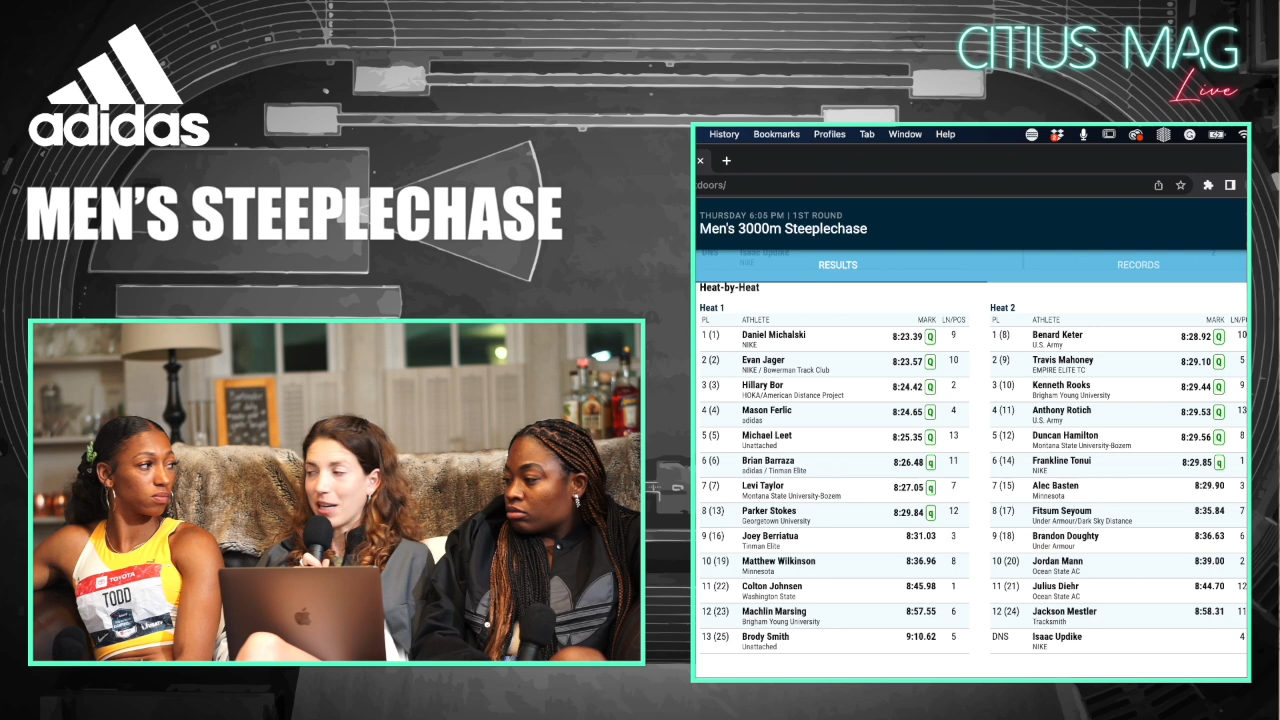 adidas
CITIUS MAG
Live
MEN'S STEEPLECHASE
TOYOTA
TODD
History Bookmarks Profiles Tab Window Help
doors/
THURSDAY 6:05 PM | 1ST ROUND
Men's 3000m Steeplechase
DNS Isaac Updike
NIKE
RESULTS RECORDS
Heat-by-Heat
Heat 1
PL ATHLETE MARK LN/POS
1 (1) Daniel Michalski 8:23.39 Q 9
NIKE
2 (2) Evan Jager 8:23.57 Q 10
NIKE / Bowerman Track Club
3 (3) Hillary Bor 8:24.42 Q 2
HOKA/American Distance Project
4 (4) Mason Ferlic 8:24.65 Q 4
adidas
5 (5) Michael Leet 8:25.35 Q 13
Unattached
6 (6) Brian Barraza 8:26.48 q 11
adidas / Tinman Elite
7 (7) Levi Taylor 8:27.05 q 7
Montana State University-Bozem
8 (13) Parker Stokes 8:29.84 q 12
Georgetown University
9 (16) Joey Berriatua 8:31.03 3
Tinman Elite
10 (19) Matthew Wilkinson 8:36.96 8
Minnesota
11 (22) Colton Johnsen 8:45.98 1
Washington State
12 (23) Machlin Marsing 8:57.55 6
Brigham Young University
13 (25) Brody Smith 9:10.62 5
Unattached
Heat 2
PL ATHLETE MARK LN/P
1 (8) Benard Keter 8:28.92 Q 10
U.S. Army
2 (9) Travis Mahoney 8:29.10 Q 5
EMPIRE ELITE TC
3 (10) Kenneth Rooks 8:29.44 Q 9
Brigham Young University
4 (11) Anthony Rotich 8:29.53 Q 13
U.S. Army
5 (12) Duncan Hamilton 8:29.56 Q 8
Montana State University-Bozem
6 (14) Frankline Tonui 8:29.85 q 1
NIKE
7 (15) Alec Basten 8:29.90 3
Minnesota
8 (17) Fitsum Seyoum 8:35.84 7
Under Armour/Dark Sky Distance
9 (18) Brandon Doughty 8:36.63 6
Under Armour
10 (20) Jordan Mann 8:39.00 2
Ocean State AC
11 (21) Julius Diehr 8:44.70 12
Ocean State AC
12 (24) Jackson Mestler 8:58.31 11
Tracksmith
DNS Isaac Updike 4
NIKE